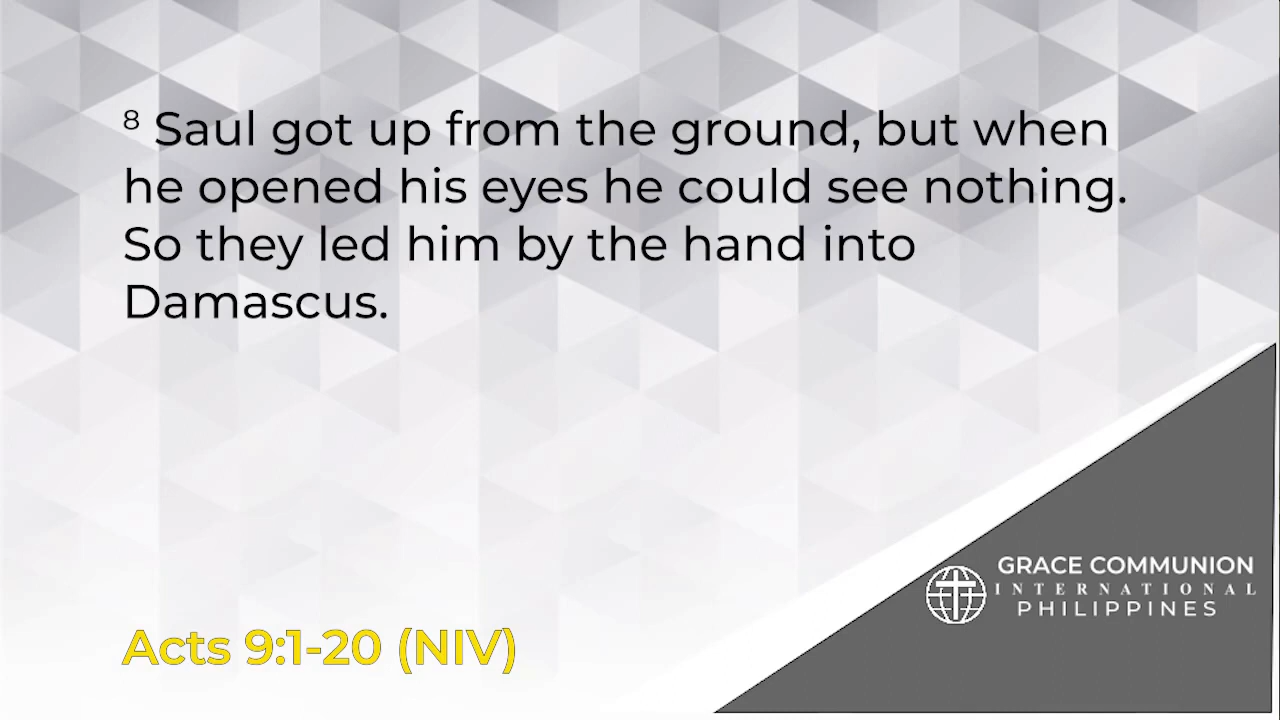 ⁸ Saul got up from the ground, but when
he opened his eyes he could see nothing.
So they led him by the hand into
Damascus.
GRACE COMMUNION
INTERNATIONAL
PHILIPPINES
Acts 9:1-20 (NIV)